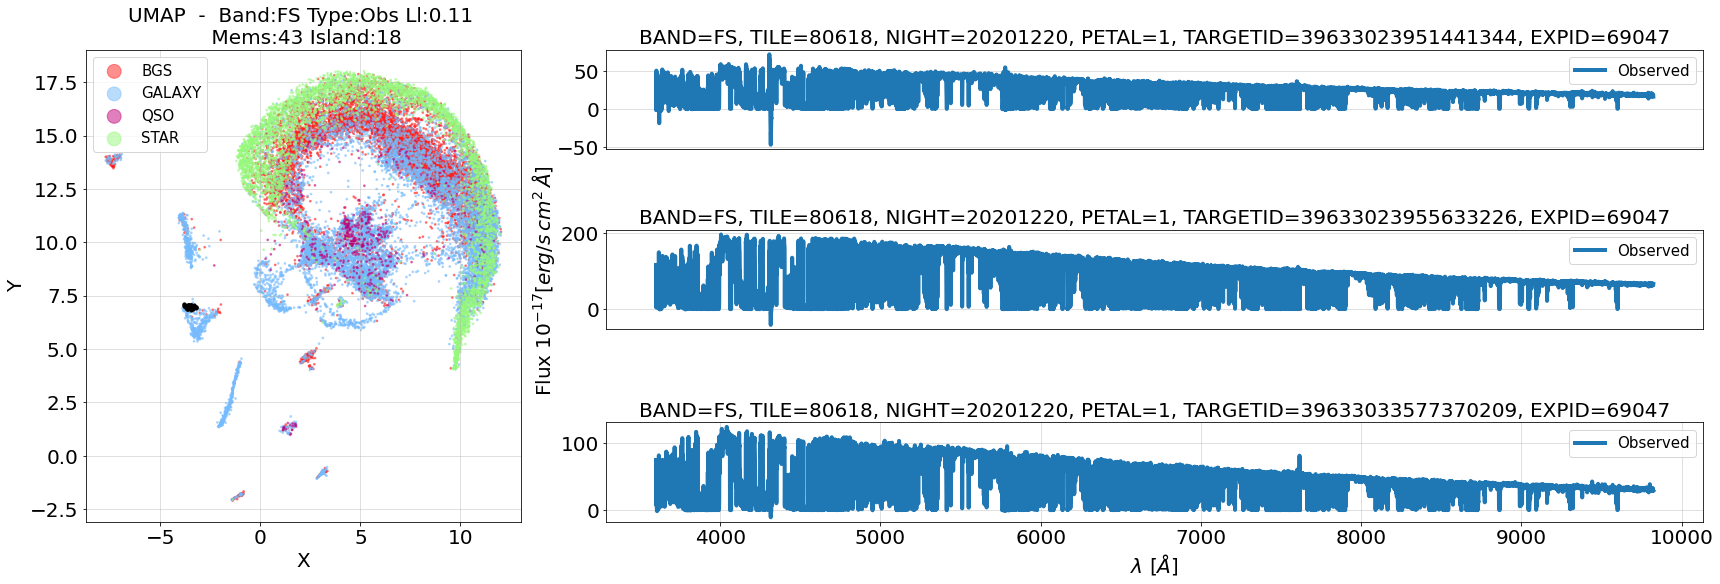 UMAP - Band:FS Type:Obs Ll:0.11
Mems:43 Island:18
BGS
GALAXY
QSO
STAR
17.5
15.0
12.5
10.0
7.5
5.0
2.5
0.0
−2.5
Y
−5
0
5
10
X
Flux 10⁻¹⁷[erg/s cm² Å]
BAND=FS, TILE=80618, NIGHT=20201220, PETAL=1, TARGETID=39633023951441344, EXPID=69047
50
0
−50
Observed
BAND=FS, TILE=80618, NIGHT=20201220, PETAL=1, TARGETID=39633023955633226, EXPID=69047
200
0
Observed
BAND=FS, TILE=80618, NIGHT=20201220, PETAL=1, TARGETID=39633033577370209, EXPID=69047
100
0
Observed
4000
5000
6000
7000
8000
9000
10000
λ [Å]